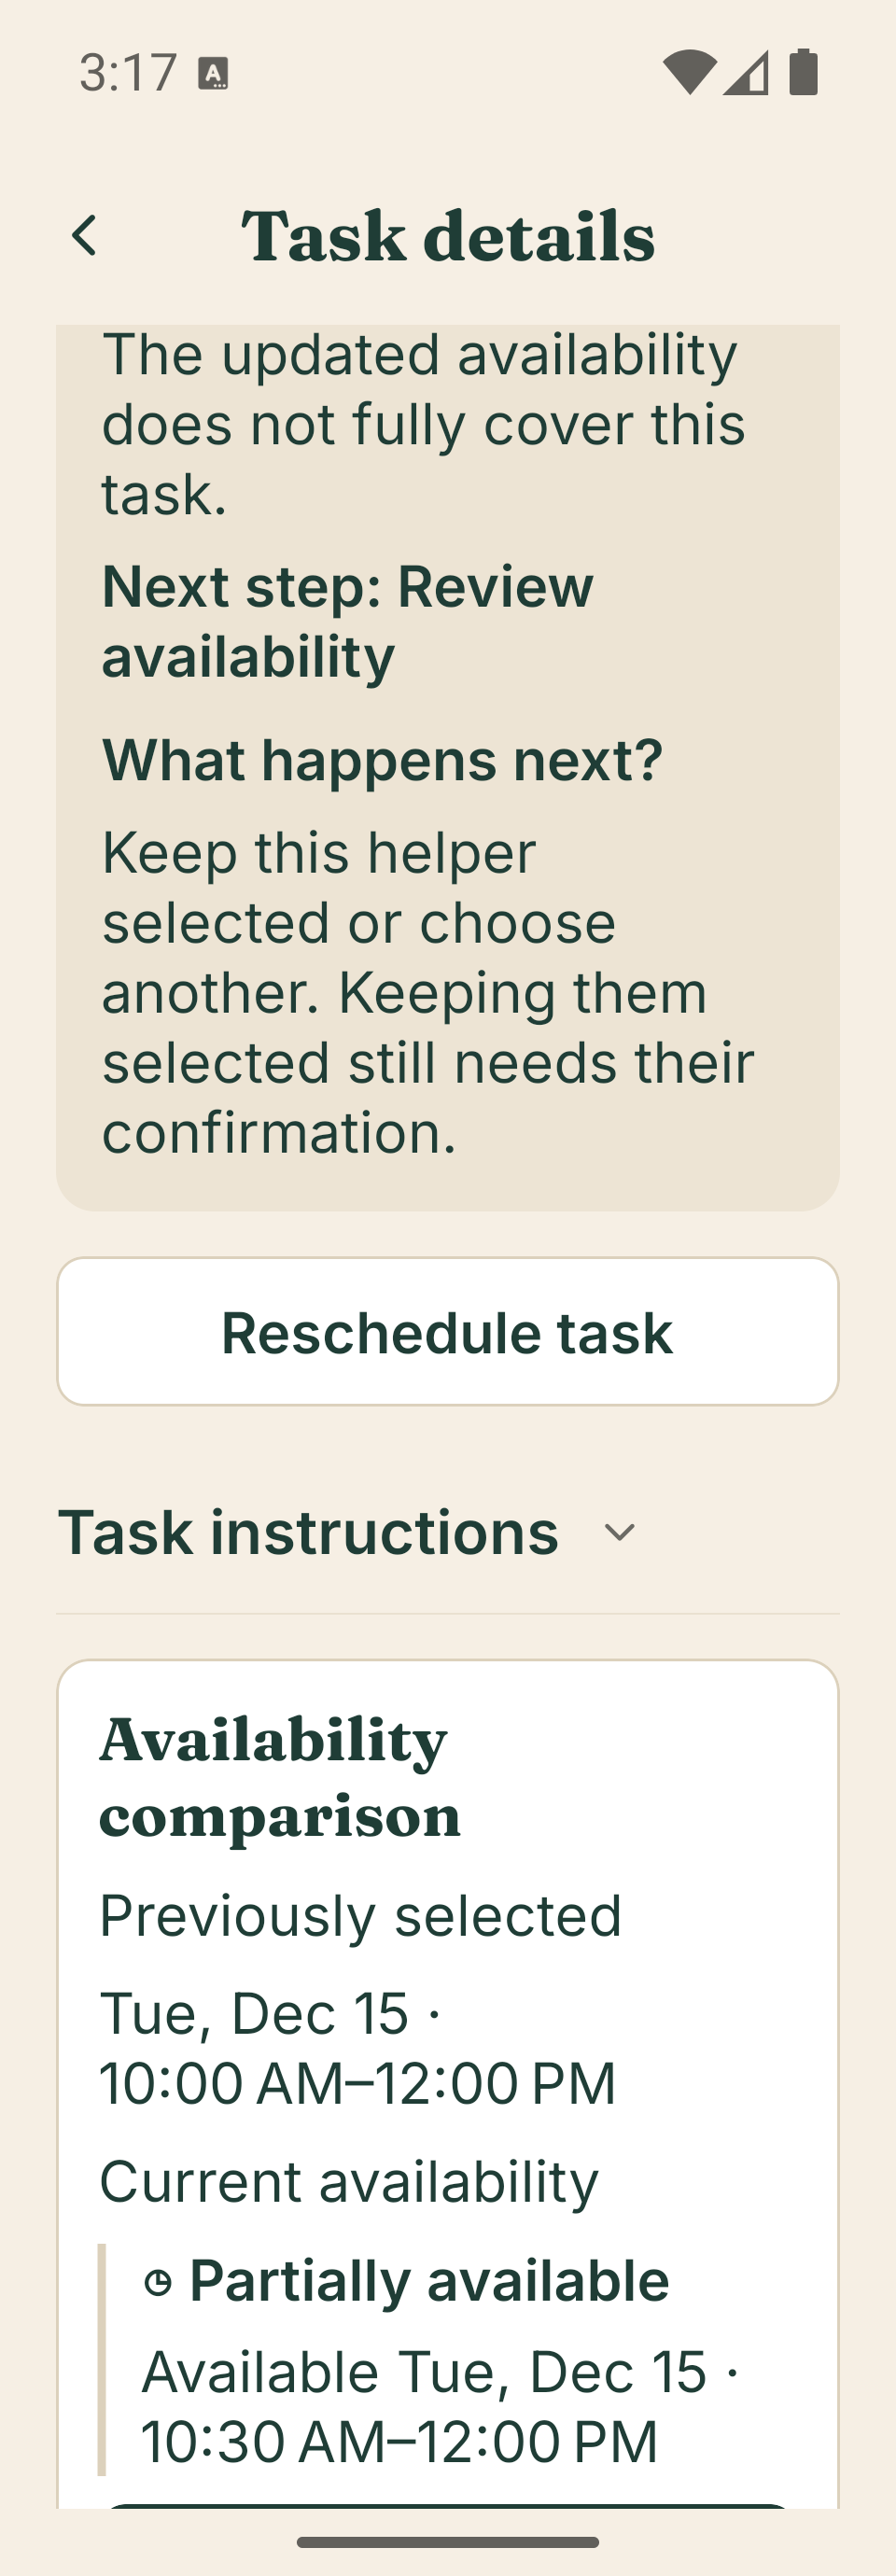 3:17
Task details
The updated availability
does not fully cover this
task.
Next step: Review
availability
What happens next?
Keep this helper
selected or choose
another. Keeping them
selected still needs their
confirmation.
Reschedule task
Task instructions
Availability
comparison
Previously selected
Tue, Dec 15 ·
10:00 AM–12:00 PM
Current availability
Partially available
Available Tue, Dec 15 ·
10:30 AM–12:00 PM